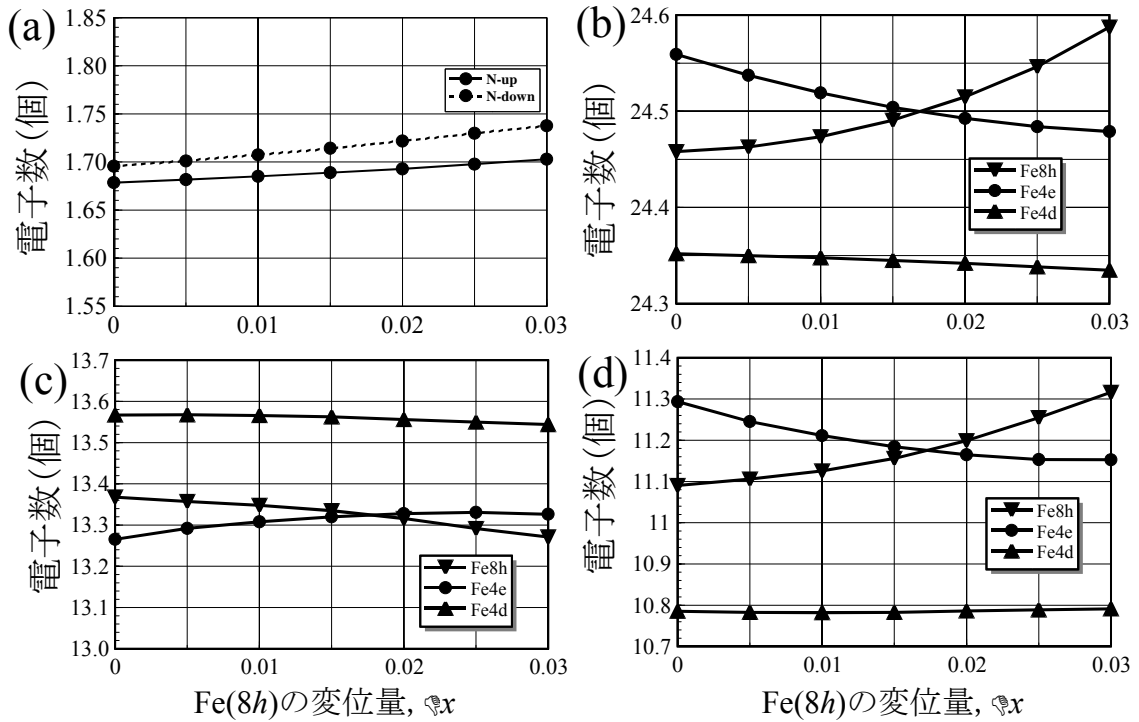 (a)
1.85
1.80
1.75
1.70
1.65
1.60
1.55
電子数(個)
N-up
N-down
0
0.01
0.02
0.03
(b)
24.6
24.5
24.4
24.3
電子数(個)
Fe8h
Fe4e
Fe4d
0
0.01
0.02
0.03
(c)
13.7
13.6
13.5
13.4
13.3
13.2
13.1
13.0
電子数(個)
Fe8h
Fe4e
Fe4d
0
0.01
0.02
0.03
Fe(8h)の変位量, x
(d)
11.4
11.3
11.2
11.1
11
10.9
10.8
10.7
電子数(個)
Fe8h
Fe4e
Fe4d
0
0.01
0.02
0.03
Fe(8h)の変位量, x